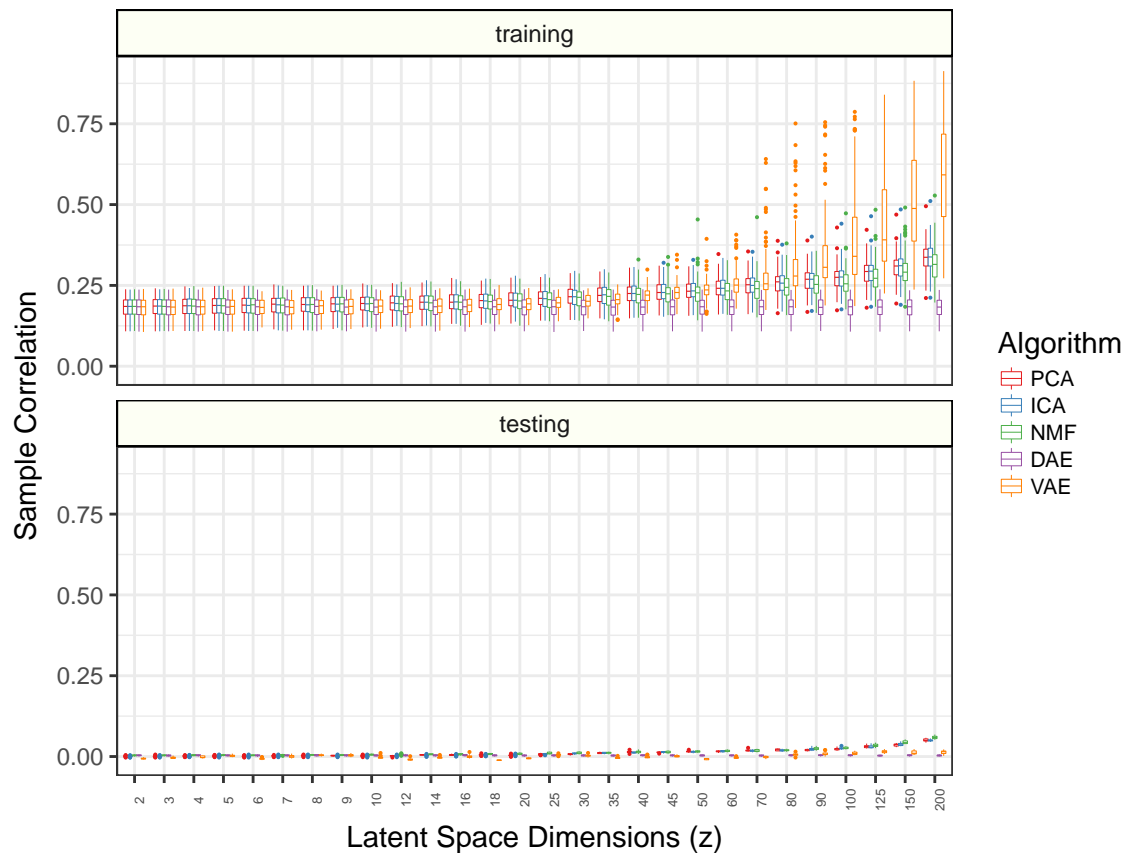 training
0.75
0.50
0.25
0.00
testing
0.75
0.50
0.25
0.00
Sample Correlation
2 3 4 5 6 7 8 9 10 12 14 16 18 20 25 30 35 40 45 50 60 70 80 90 100 125 150 200
Latent Space Dimensions (z)
Algorithm
PCA
ICA
NMF
DAE
VAE